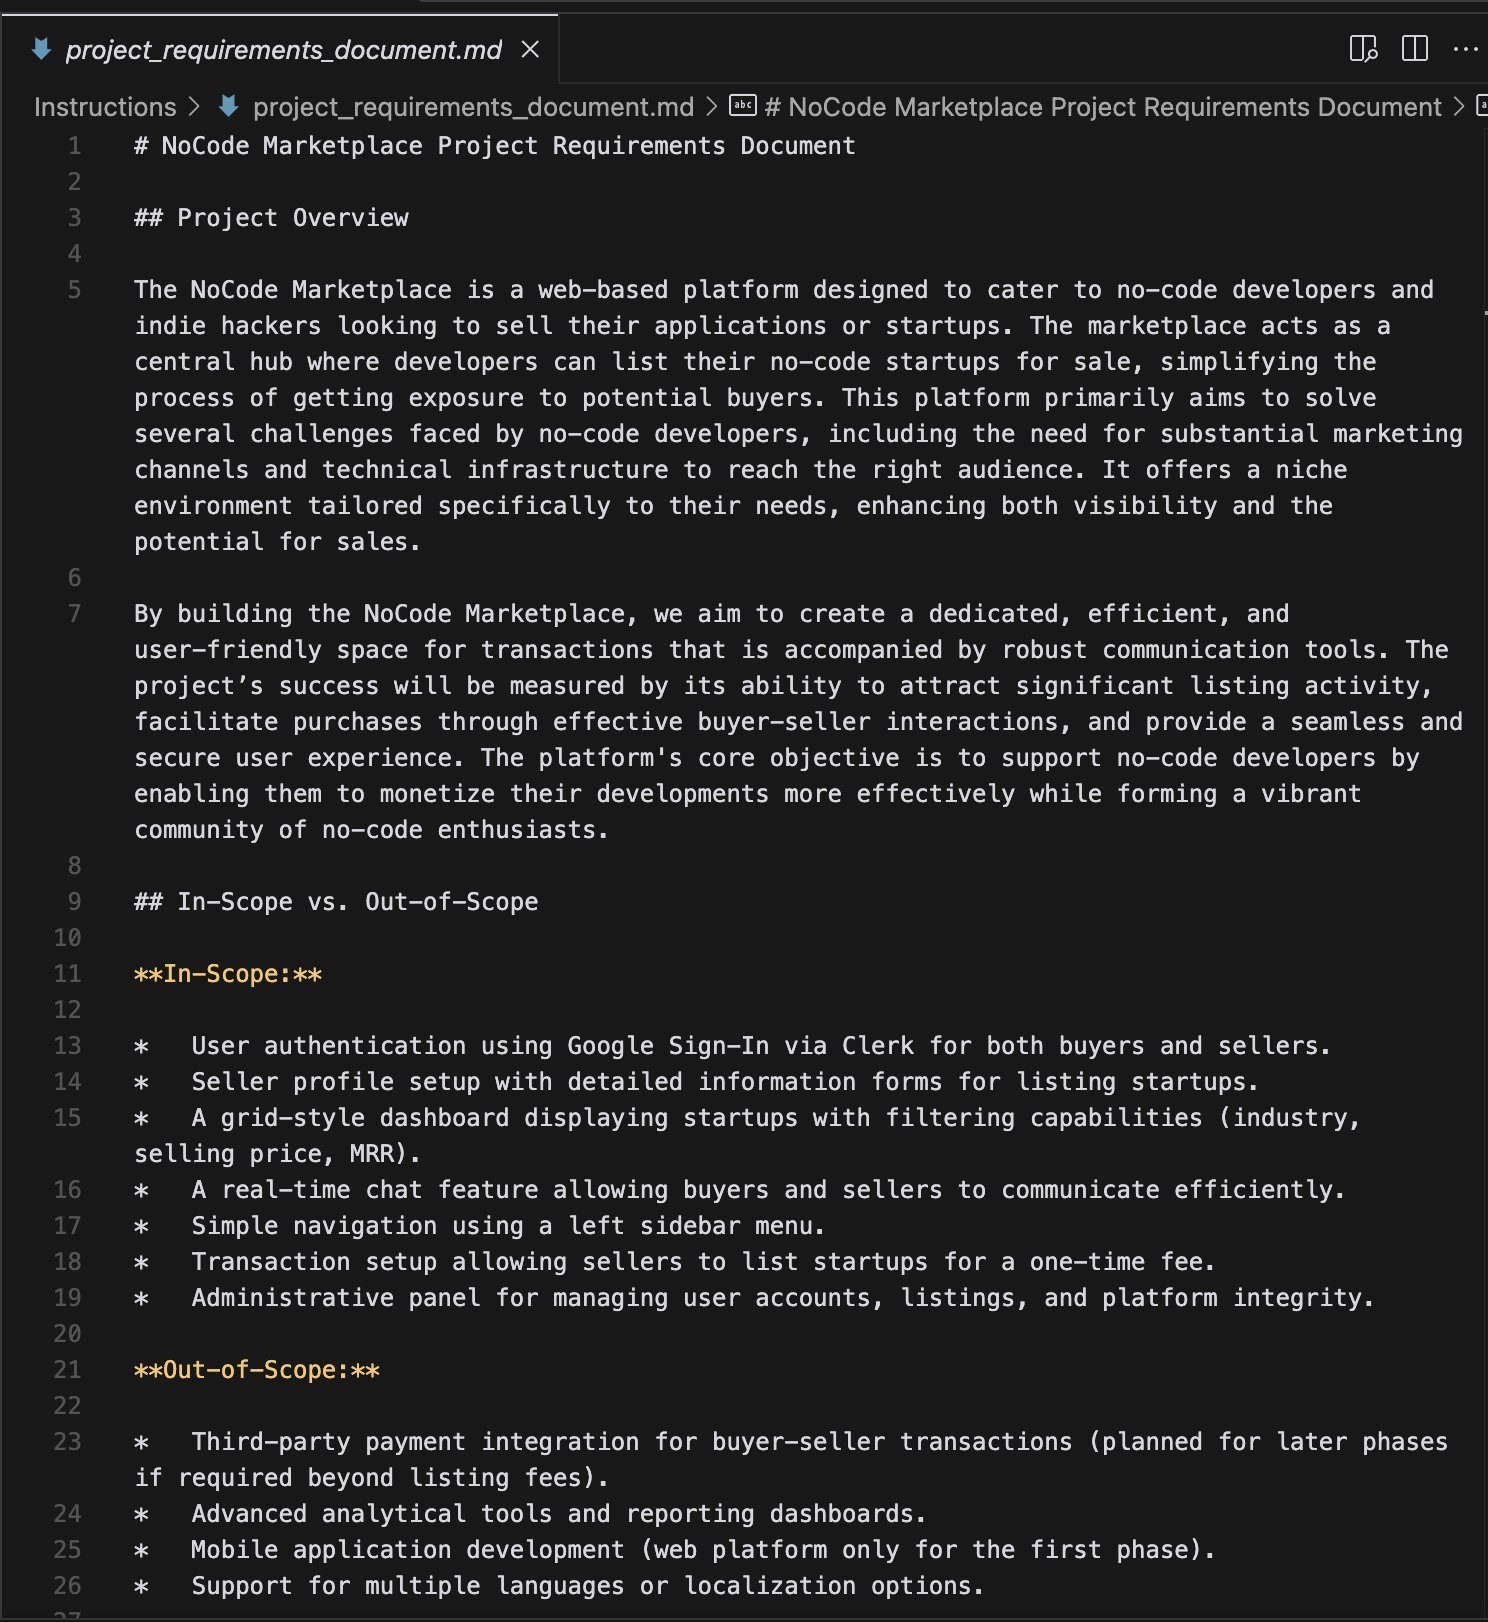 project_requirements_document.md
Instructions > project_requirements_document.md > abc # NoCode Marketplace Project Requirements Document >
1 # NoCode Marketplace Project Requirements Document
2
3 ## Project Overview
4
5 The NoCode Marketplace is a web-based platform designed to cater to no-code developers and
indie hackers looking to sell their applications or startups. The marketplace acts as a
central hub where developers can list their no-code startups for sale, simplifying the
process of getting exposure to potential buyers. This platform primarily aims to solve
several challenges faced by no-code developers, including the need for substantial marketing
channels and technical infrastructure to reach the right audience. It offers a niche
environment tailored specifically to their needs, enhancing both visibility and the
potential for sales.
6
7 By building the NoCode Marketplace, we aim to create a dedicated, efficient, and
user-friendly space for transactions that is accompanied by robust communication tools. The
project’s success will be measured by its ability to attract significant listing activity,
facilitate purchases through effective buyer-seller interactions, and provide a seamless and
secure user experience. The platform's core objective is to support no-code developers by
enabling them to monetize their developments more effectively while forming a vibrant
community of no-code enthusiasts.
8
9 ## In-Scope vs. Out-of-Scope
10
11 **In-Scope:**
12
13 *   User authentication using Google Sign-In via Clerk for both buyers and sellers.
14 *   Seller profile setup with detailed information forms for listing startups.
15 *   A grid-style dashboard displaying startups with filtering capabilities (industry,
selling price, MRR).
16 *   A real-time chat feature allowing buyers and sellers to communicate efficiently.
17 *   Simple navigation using a left sidebar menu.
18 *   Transaction setup allowing sellers to list startups for a one-time fee.
19 *   Administrative panel for managing user accounts, listings, and platform integrity.
20
21 **Out-of-Scope:**
22
23 *   Third-party payment integration for buyer-seller transactions (planned for later phases
if required beyond listing fees).
24 *   Advanced analytical tools and reporting dashboards.
25 *   Mobile application development (web platform only for the first phase).
26 *   Support for multiple languages or localization options.
27